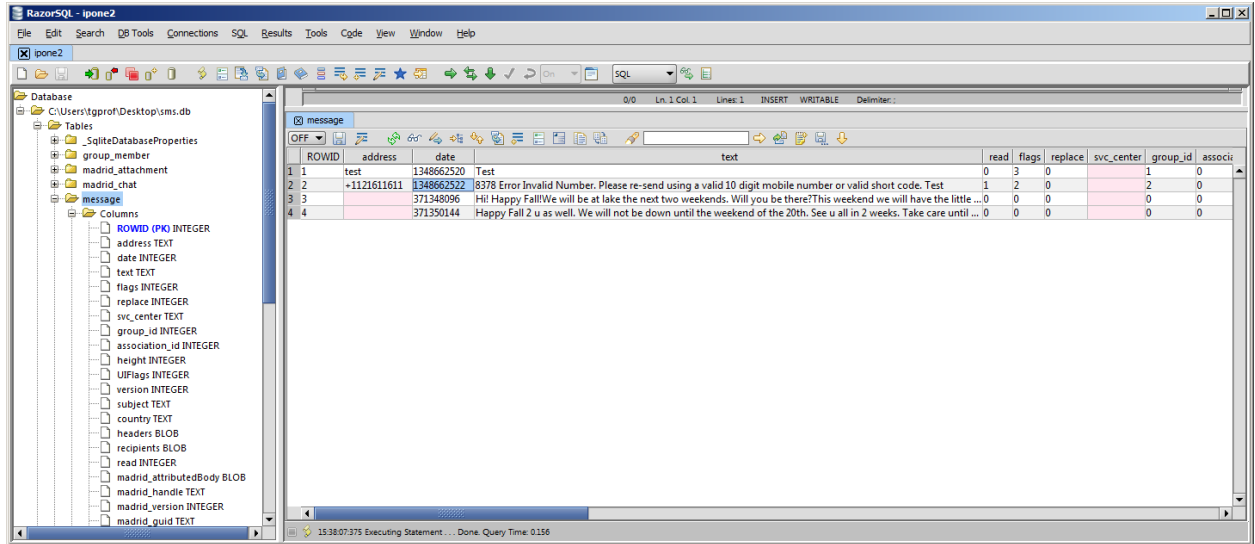 RazorSQL - ipone2
File Edit Search DB Tools Connections SQL Results Tools Code View Window Help
ipone2
On SQL
Database
C:\Users\tgprof\Desktop\sms.db
Tables
_SqliteDatabaseProperties
group_member
madrid_attachment
madrid_chat
message
Columns
ROWID (PK) INTEGER
address TEXT
date INTEGER
text TEXT
flags INTEGER
replace INTEGER
svc_center TEXT
group_id INTEGER
association_id INTEGER
height INTEGER
UIFlags INTEGER
version INTEGER
subject TEXT
country TEXT
headers BLOB
recipients BLOB
read INTEGER
madrid_attributedBody BLOB
madrid_handle TEXT
madrid_version INTEGER
madrid_guid TEXT
0/0 Ln. 1 Col. 1 Lines: 1 INSERT WRITABLE Delimiter: ;
message
OFF
ROWID address date text read flags replace svc_center group_id associa
1 1 test 1348662520 Test 0 3 0 1 0
2 2 +1121611611 1348662522 8378 Error Invalid Number. Please re-send using a valid 10 digit mobile number or valid short code. Test 1 2 0 2 0
3 3 371348096 Hi! Happy Fall!We will be at lake the next two weekends. Will you be there?This weekend we will have the little ... 0 0 0 0 0
4 4 371350144 Happy Fall 2 u as well. We will not be down until the weekend of the 20th. See u all in 2 weeks. Take care until ... 0 0 0 0 0
15:38:07:375 Executing Statement . . . Done. Query Time: 0.156